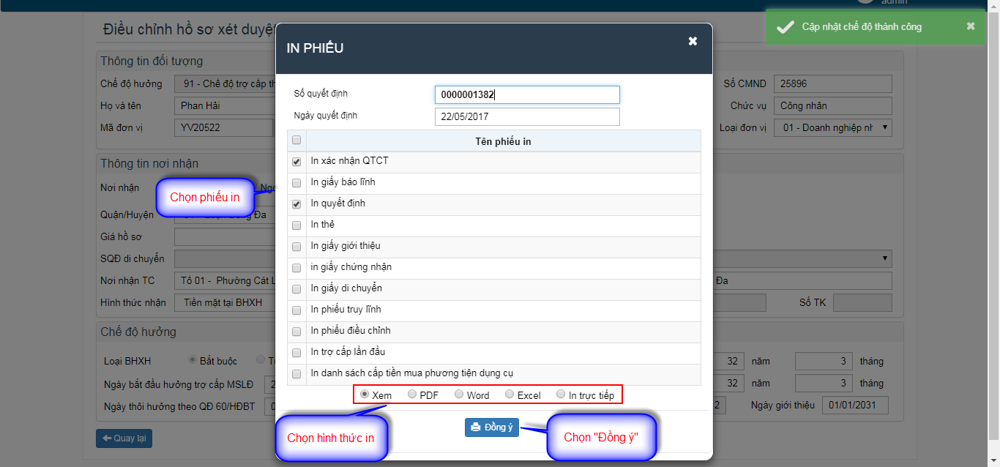 admin
Cập nhật chế độ thành công
Điều chỉnh hồ sơ xét duyệt
IN PHIẾU
Thông tin đối tượng
Chế độ hưởng 91 - Chế độ trợ cấp th
Số CMND 25896
Họ và tên Phan Hải
Chức vụ Công nhân
Mã đơn vị YV20522
Loại đơn vị 01 - Doanh nghiệp nh
Số quyết định 0000001382
Ngày quyết định 22/05/2017
Tên phiếu in
In xác nhận QTCT
In giấy báo lĩnh
In quyết định
In thẻ
In giấy giới thiệu
in giấy chứng nhận
In giấy di chuyển
In phiếu truy lĩnh
In phiếu điều chỉnh
In trợ cấp lần đầu
In danh sách cấp tiền mua phương tiện dụng cụ
Xem PDF Word Excel In trực tiếp
Đồng ý
Thông tin nơi nhận
Nơi nhận
Chọn phiếu in
Quận/Huyện
Đa
Giá hồ sơ
SQĐ di chuyển
Nơi nhận TC Tổ 01 - Phường Cát L
Đa
Hình thức nhận Tiền mặt tại BHXH
Số TK
Chế độ hưởng
Loại BHXH Bắt buộc
32 năm 3 tháng
Ngày bắt đầu hưởng trợ cấp MSLĐ 2
32 năm 3 tháng
Ngày thôi hưởng theo QĐ 60/HĐBT 0
2 Ngày giới thiệu 01/01/2031
Quay lại
Chọn hình thức in
Chọn "Đồng ý"